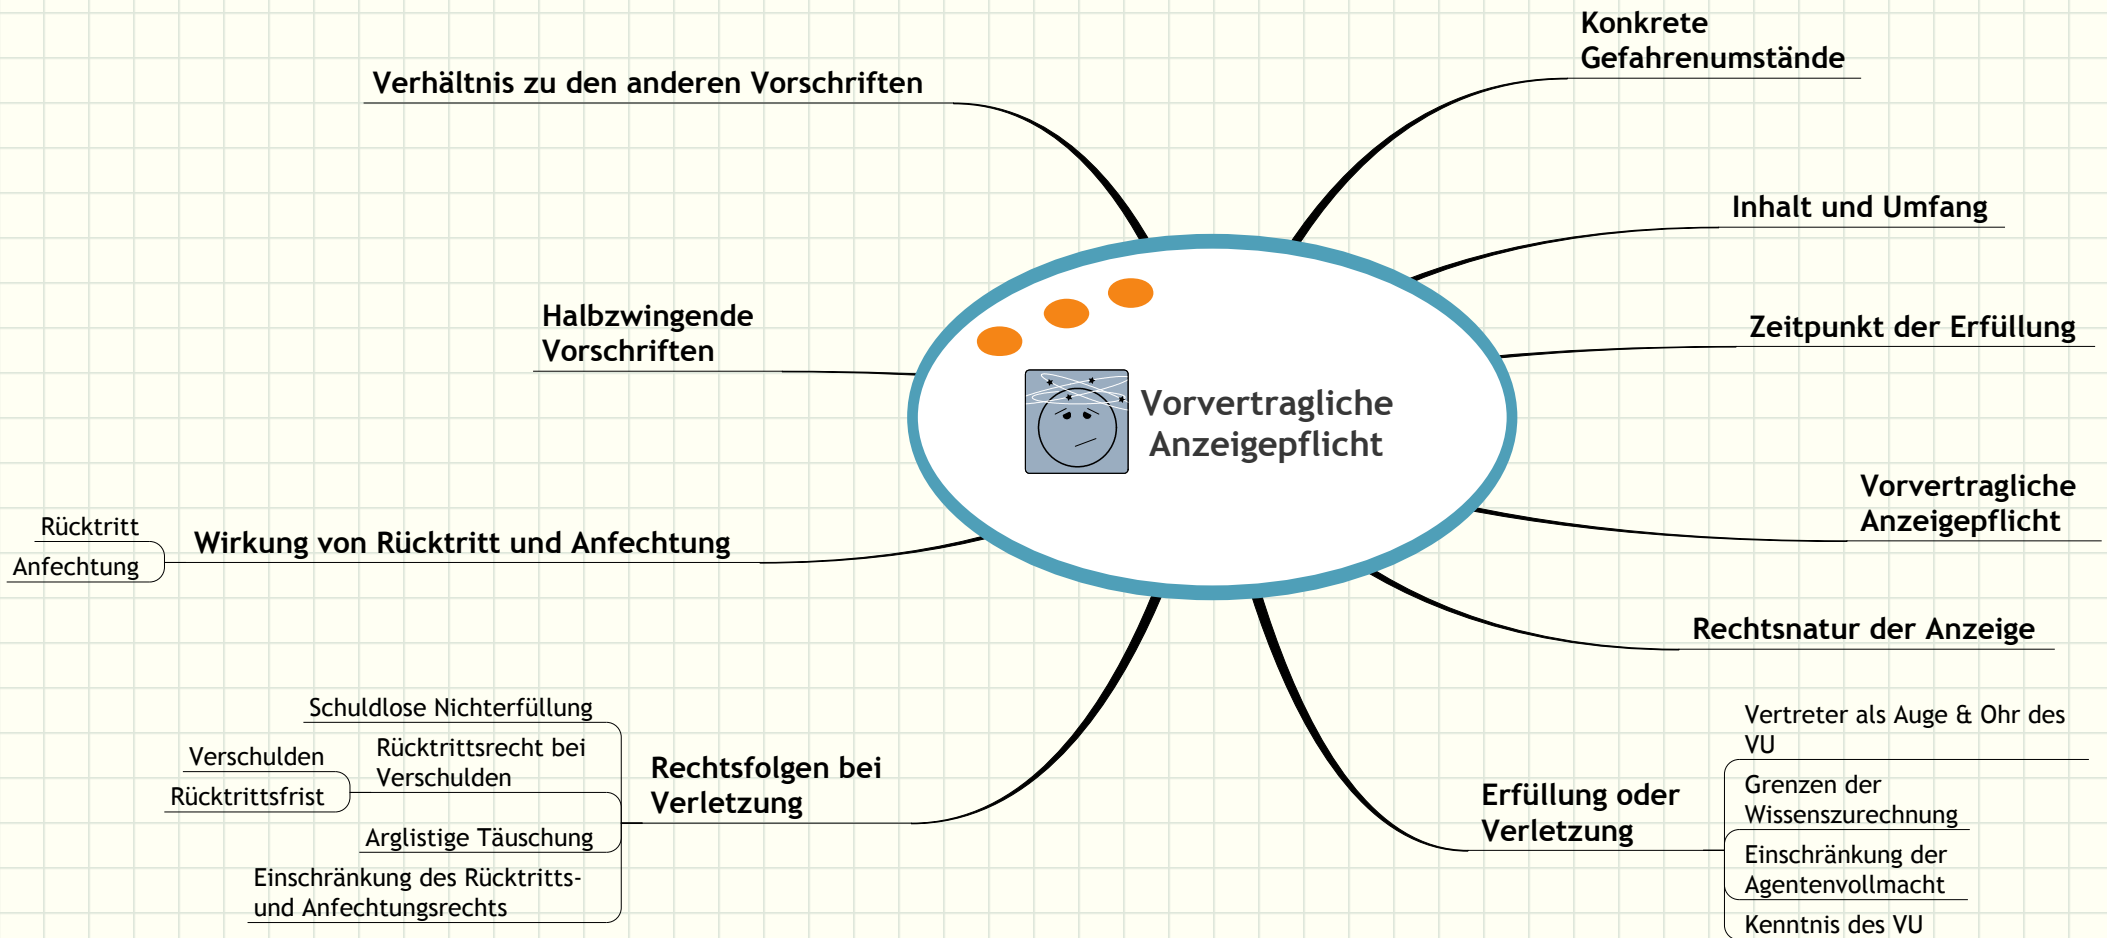 Vorvertragliche
Anzeigepflicht
Konkrete
Gefahrenumstände
Inhalt und Umfang
Zeitpunkt der Erfüllung
Vorvertragliche
Anzeigepflicht
Rechtsnatur der Anzeige
Erfüllung oder
Verletzung
Vertreter als Auge & Ohr des
VU
Grenzen der
Wissenszurechnung
Einschränkung der
Agentenvollmacht
Kenntnis des VU
Rechtsfolgen bei
Verletzung
Schuldlose Nichterfüllung
Rücktrittsrecht bei
Verschulden
Verschulden
Rücktrittsfrist
Arglistige Täuschung
Einschränkung des Rücktritts-
und Anfechtungsrechts
Wirkung von Rücktritt und Anfechtung
Rücktritt
Anfechtung
Halbzwingende
Vorschriften
Verhältnis zu den anderen Vorschriften